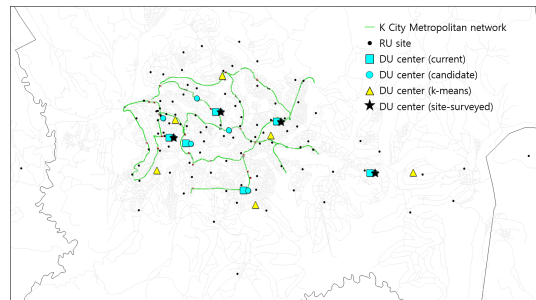 K City Metropolitan network
RU site
DU center (current)
DU center (candidate)
DU center (k-means)
DU center (site-surveyed)